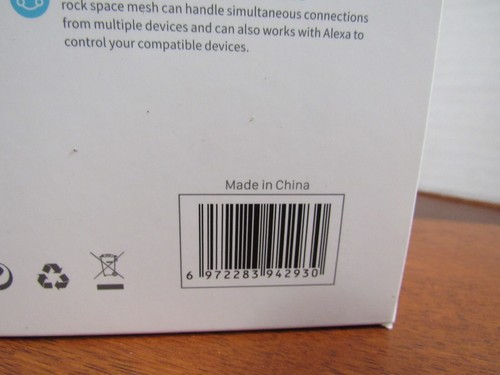 rock space mesh can handle simultaneous connections
from multiple devices and can also works with Alexa to
control your compatible devices.
Made in China
6 972283 942930